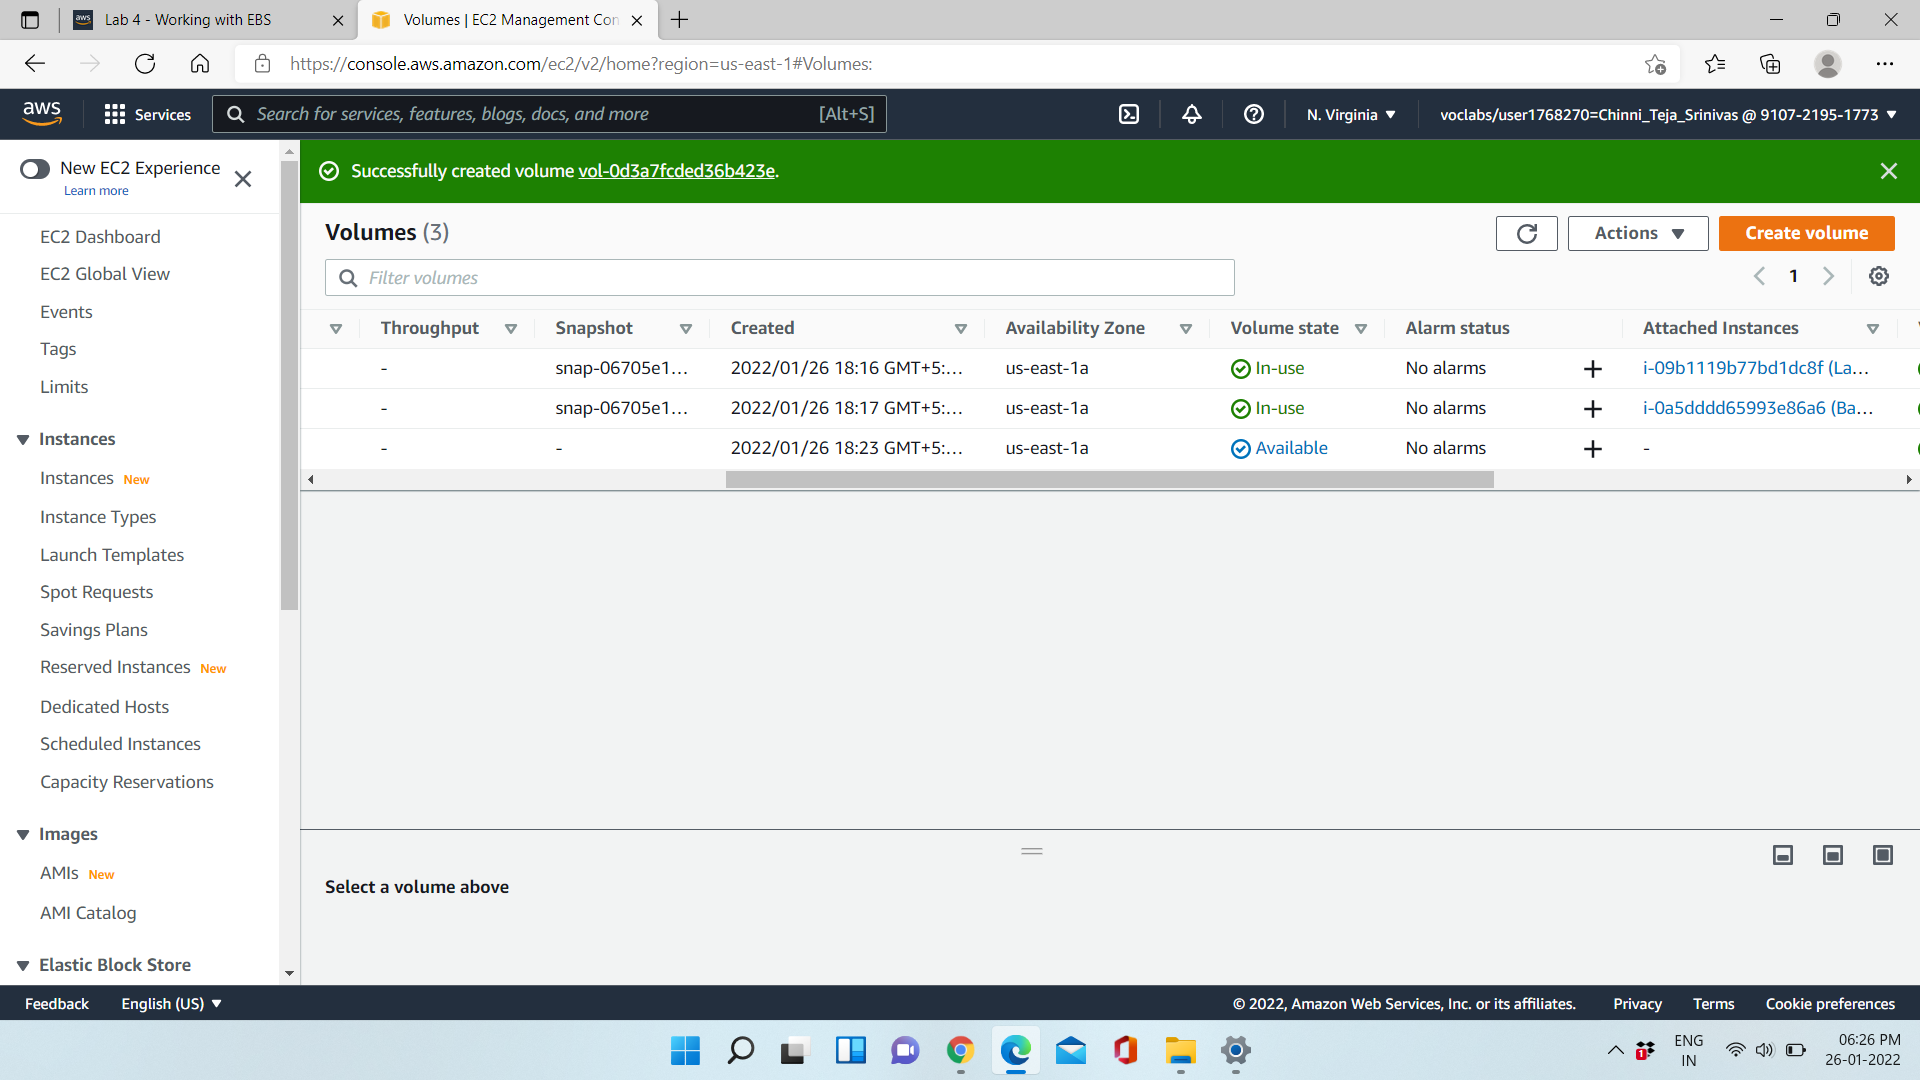 Lab 4 - Working with EBS
Volumes | EC2 Management Con
https://console.aws.amazon.com/ec2/v2/home?region=us-east-1#Volumes:
aws
Services
Search for services, features, blogs, docs, and more
[Alt+S]
N. Virginia
voclabs/user1768270=Chinni_Teja_Srinivas @ 9107-2195-1773
New EC2 Experience
Learn more
EC2 Dashboard
EC2 Global View
Events
Tags
Limits
Instances
Instances New
Instance Types
Launch Templates
Spot Requests
Savings Plans
Reserved Instances New
Dedicated Hosts
Scheduled Instances
Capacity Reservations
Images
AMIs New
AMI Catalog
Elastic Block Store
Successfully created volume vol-0d3a7fcded36b423e.
Volumes (3)
Actions
Create volume
Filter volumes
1
Throughput Snapshot Created Availability Zone Volume state Alarm status Attached Instances
- snap-06705e1... 2022/01/26 18:16 GMT+5:... us-east-1a In-use No alarms + i-09b1119b77bd1dc8f (La...
- snap-06705e1... 2022/01/26 18:17 GMT+5:... us-east-1a In-use No alarms + i-0a5dddd65993e86a6 (Ba...
- - 2022/01/26 18:23 GMT+5:... us-east-1a Available No alarms + -
Select a volume above
Feedback English (US)
© 2022, Amazon Web Services, Inc. or its affiliates. Privacy Terms Cookie preferences
1
ENG
IN
06:26 PM
26-01-2022